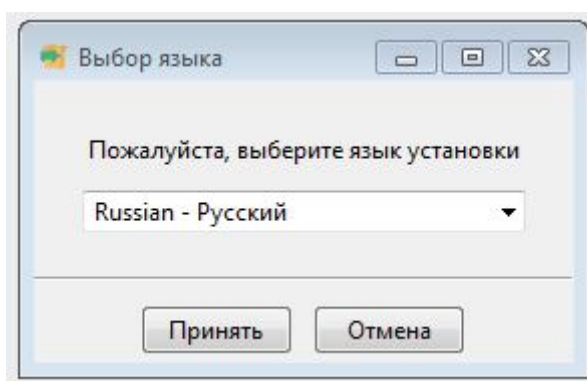 Выбор языка
Пожалуйста, выберите язык установки
Russian - Русский
Принять
Отмена